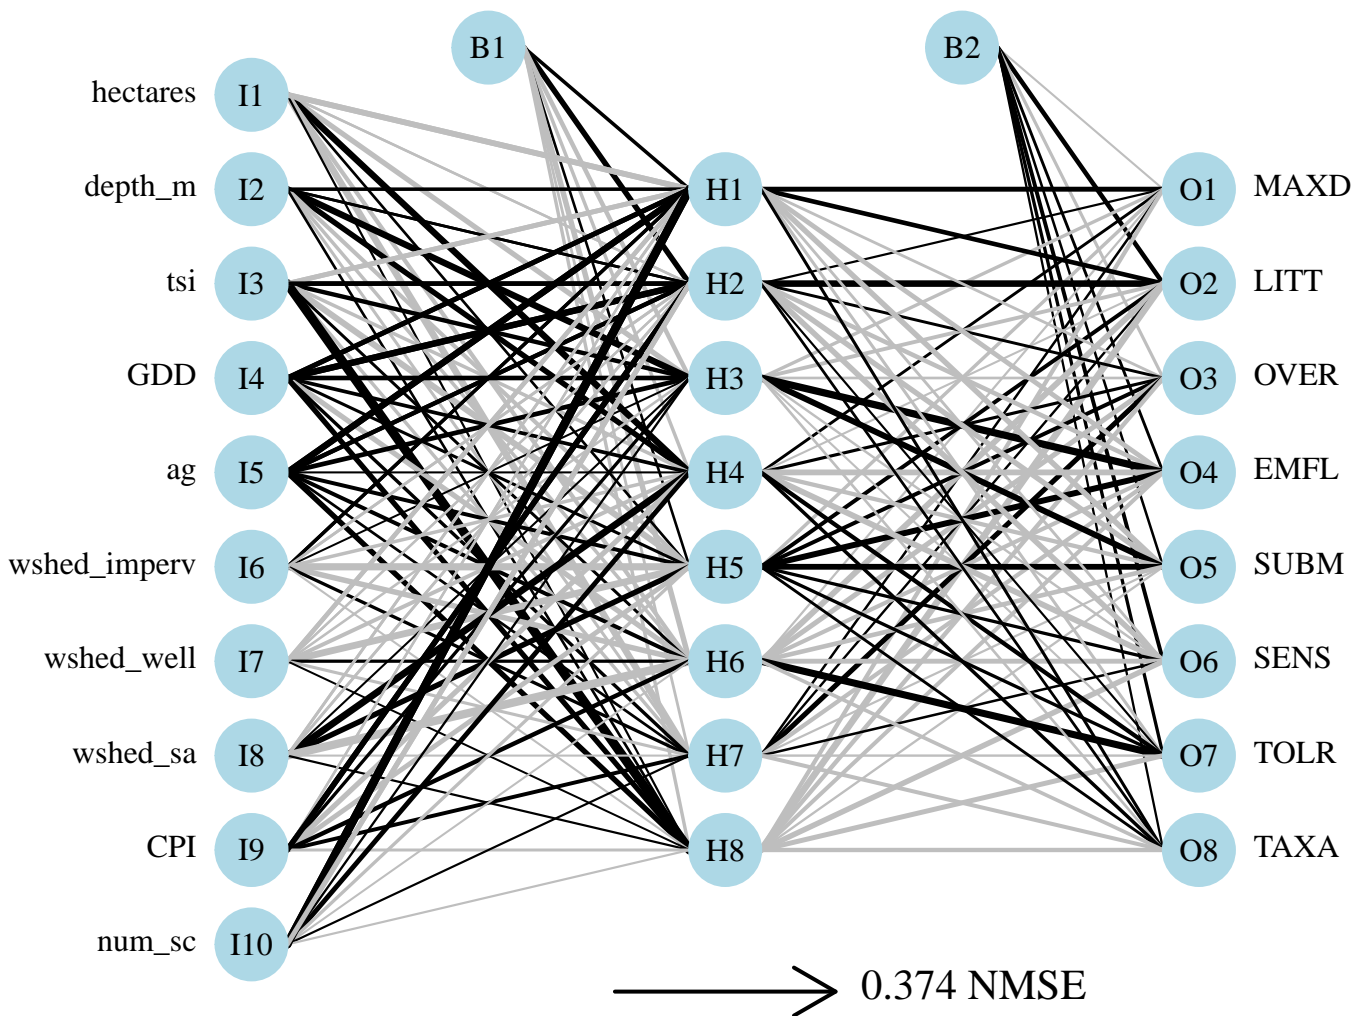 B1
B2
hectares I1
depth_m I2 H1 O1 MAXD
tsi I3 H2 O2 LITT
GDD I4 H3 O3 OVER
ag I5 H4 O4 EMFL
wshed_imperv I6 H5 O5 SUBM
wshed_well I7 H6 O6 SENS
wshed_sa I8 H7 O7 TOLR
CPI I9 H8 O8 TAXA
num_sc I10
0.374 NMSE